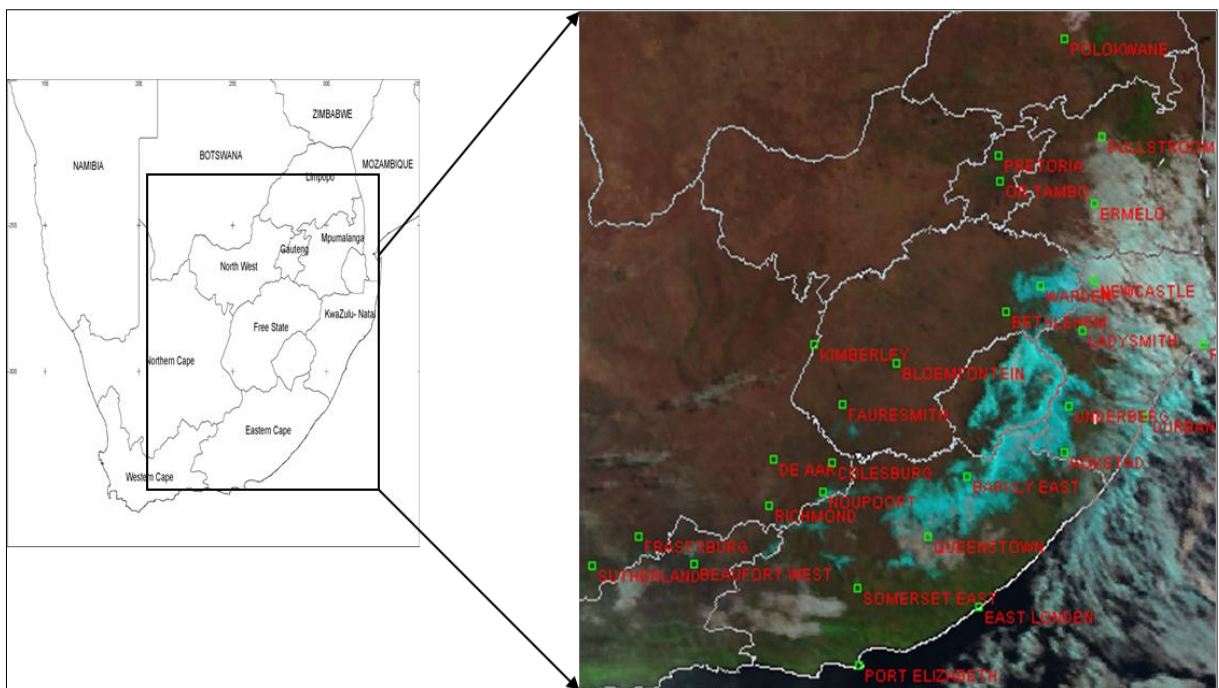 ZIMBABWE
NAMIBIA
BOTSWANA
MOZAMBIQUE
Limpopo
Mpumalanga
Gauteng
North West
KwaZulu- Nata
Free State
Northern Cape
Eastern Cape
Western Cape
POLOKWANE
DULLSTROOM
PRETORIA
OR TAMBO
ERMELO
NEWCASTLE
WARDEN
BETHLEHEM
LADYSMITH
KIMBERLEY
BLOEMFONTEIN
FAURESMITH
UNDERBERG
DURBAN
KOKSTAD
DE AAR
COLESBURG
BARKLY EAST
NOUPOORT
RICHMOND
FRASERBURG
QUEENSTOWN
SUTHERLAND
BEAUFORT WEST
SOMERSET EAST
EAST LONDEN
PORT ELIZABETH